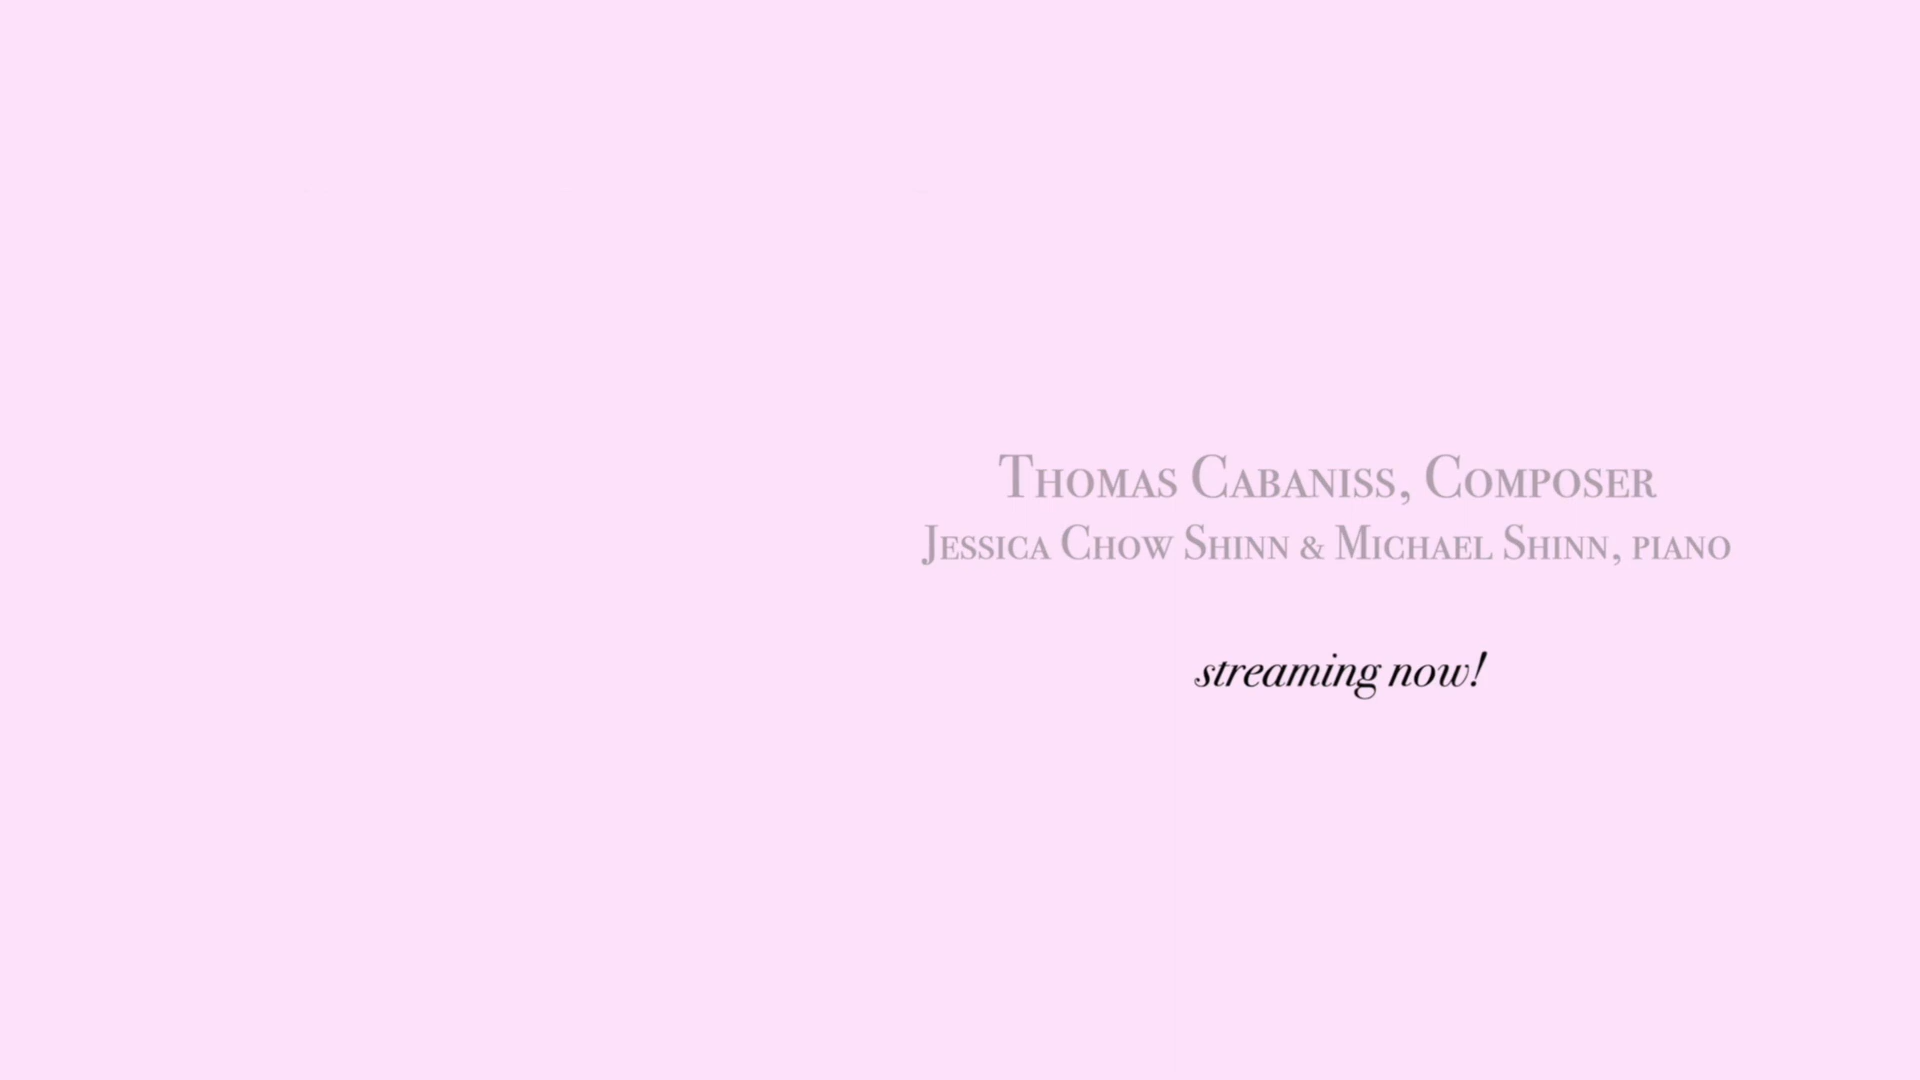 Thomas Cabaniss, Composer
Jessica Chow Shinn & Michael Shinn, piano
streaming now!